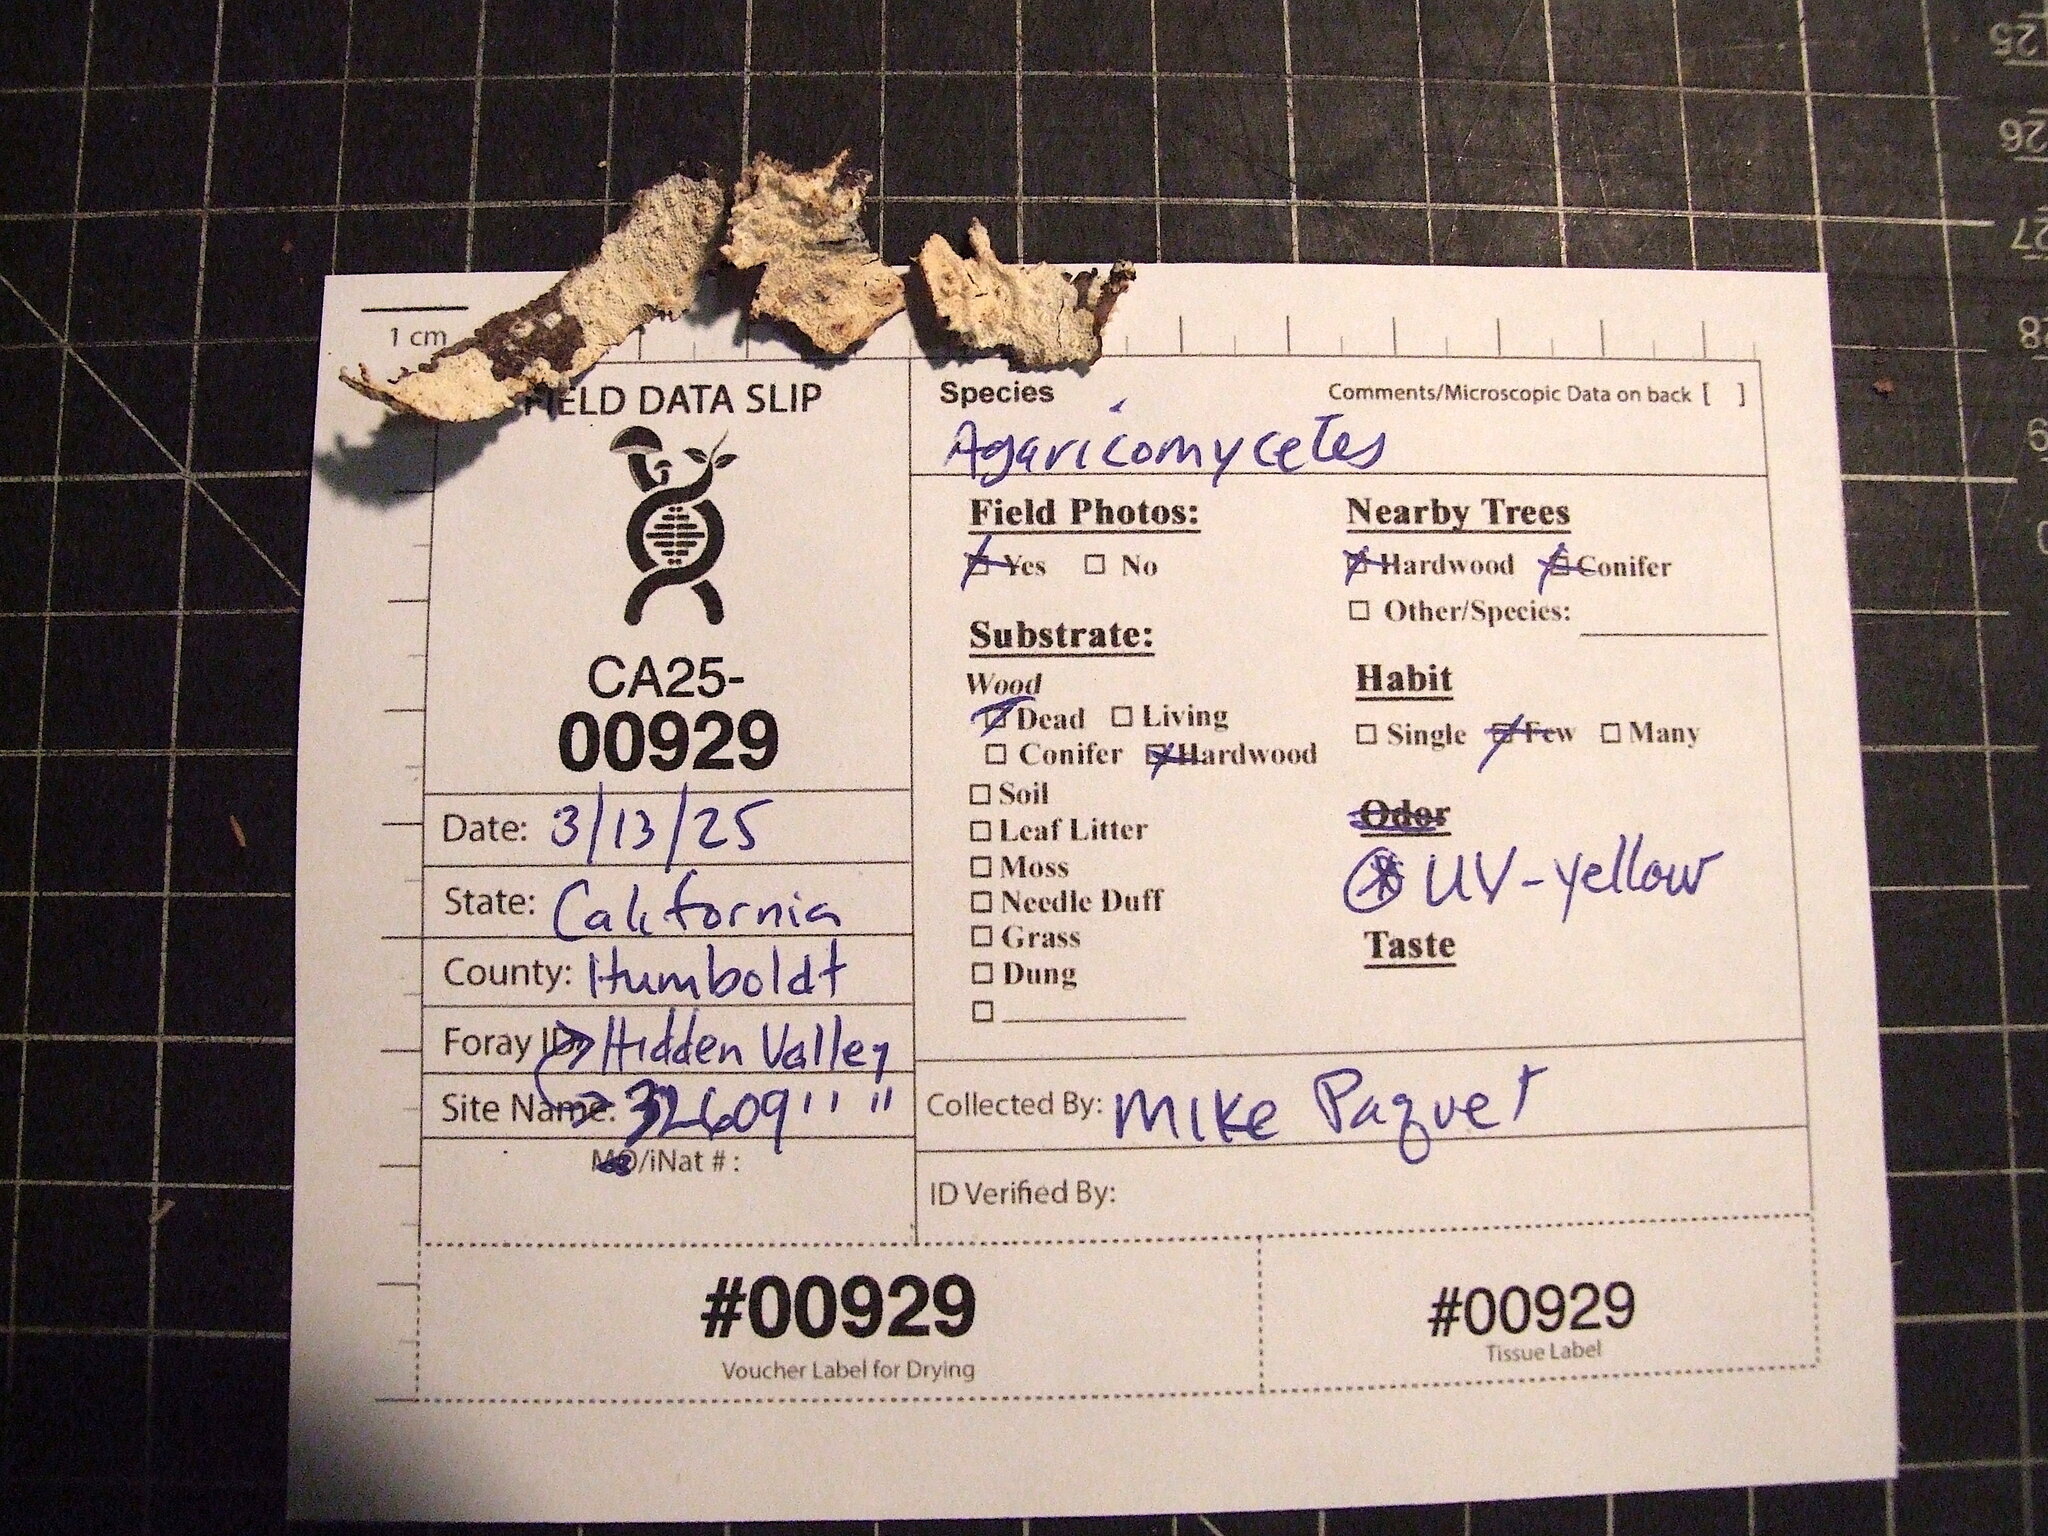 25
26
27
28
1 cm
FIELD DATA SLIP
CA25-
00929
Date: 3/13/25
State: California
County: Humboldt
Foray ID: Hidden Valley
Site Name: " "
MO/iNat # :
Species
Comments/Microscopic Data on back [ ]
Agaricomycetes
Field Photos:
Yes No
Nearby Trees
Hardwood Conifer
Other/Species:
Substrate:
Wood
Dead Living
Conifer Hardwood
Soil
Leaf Litter
Moss
Needle Duff
Grass
Dung
Habit
Single Few Many
Odor
UV-yellow
Taste
Collected By: Mike Paquet
ID Verified By:
#00929
Voucher Label for Drying
#00929
Tissue Label